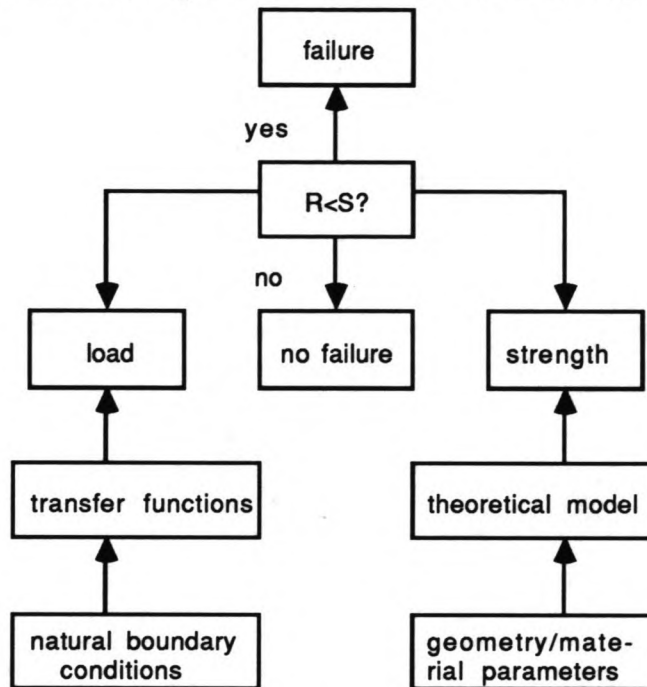 failure
yes
R<S?
no
load
no failure
strength
transfer functions
theoretical model
natural boundary
conditions
geometry/mate-
rial parameters